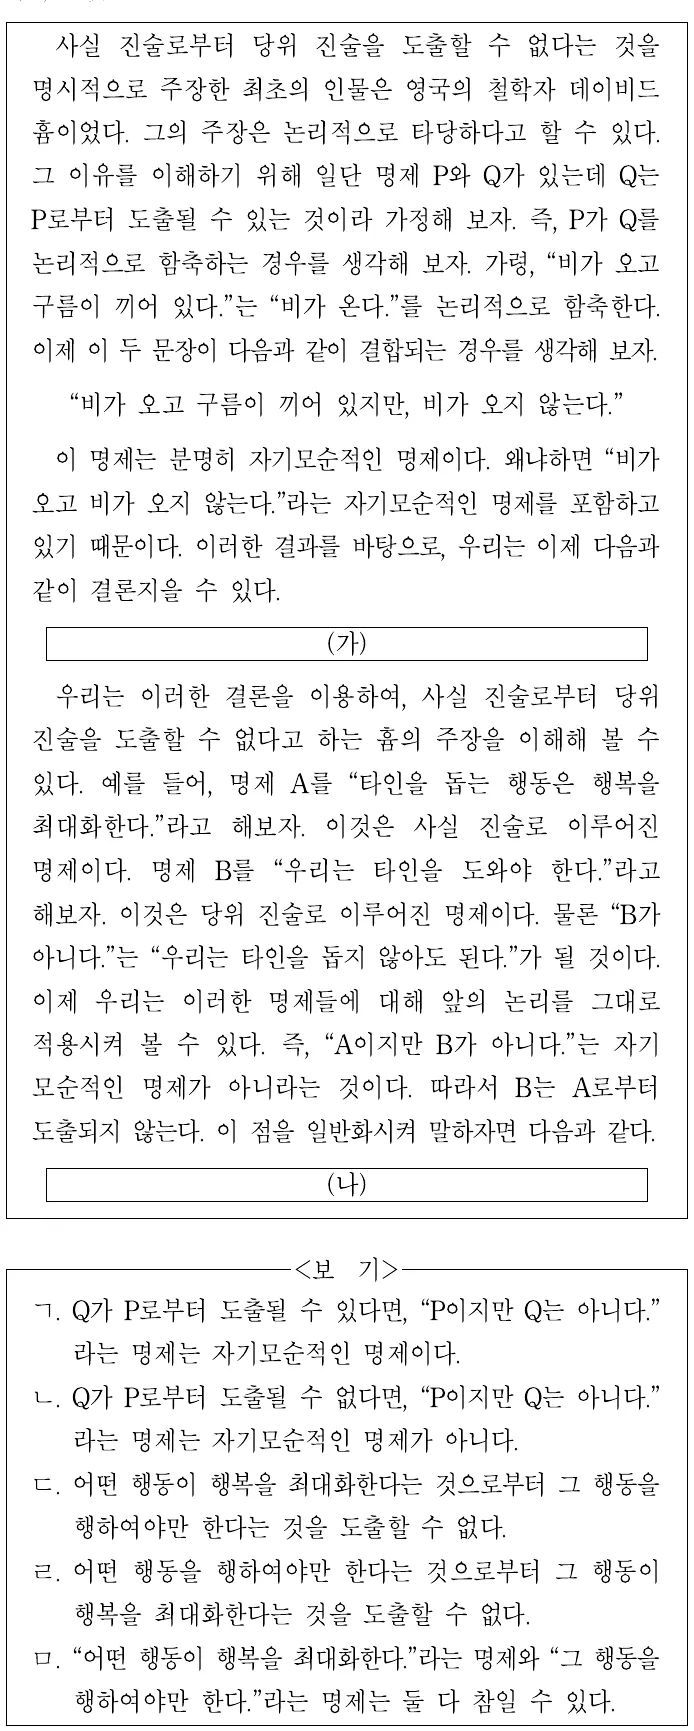 사실 진술로부터 당위 진술을 도출할 수 없다는 것을
명시적으로 주장한 최초의 인물은 영국의 철학자 데이비드
흄이었다. 그의 주장은 논리적으로 타당하다고 할 수 있다.
그 이유를 이해하기 위해 일단 명제 P와 Q가 있는데 Q는
P로부터 도출될 수 있는 것이라 가정해 보자. 즉, P가 Q를
논리적으로 함축하는 경우를 생각해 보자. 가령, “비가 오고
구름이 끼어 있다.”는 “비가 온다.”를 논리적으로 함축한다.
이제 이 두 문장이 다음과 같이 결합되는 경우를 생각해 보자.
“비가 오고 구름이 끼어 있지만, 비가 오지 않는다.”
이 명제는 분명히 자기모순적인 명제이다. 왜냐하면 “비가
오고 비가 오지 않는다.”라는 자기모순적인 명제를 포함하고
있기 때문이다. 이러한 결과를 바탕으로, 우리는 이제 다음과
같이 결론지을 수 있다.
(가)
우리는 이러한 결론을 이용하여, 사실 진술로부터 당위
진술을 도출할 수 없다고 하는 흄의 주장을 이해해 볼 수
있다. 예를 들어, 명제 A를 “타인을 돕는 행동은 행복을
최대화한다.”라고 해보자. 이것은 사실 진술로 이루어진
명제이다. 명제 B를 “우리는 타인을 도와야 한다.”라고
해보자. 이것은 당위 진술로 이루어진 명제이다. 물론 “B가
아니다.”는 “우리는 타인을 돕지 않아도 된다.”가 될 것이다.
이제 우리는 이러한 명제들에 대해 앞의 논리를 그대로
적용시켜 볼 수 있다. 즉, “A이지만 B가 아니다.”는 자기
모순적인 명제가 아니라는 것이다. 따라서 B는 A로부터
도출되지 않는다. 이 점을 일반화시켜 말하자면 다음과 같다.
(나)
<보 기>
ㄱ. Q가 P로부터 도출될 수 있다면, “P이지만 Q는 아니다.”
라는 명제는 자기모순적인 명제이다.
ㄴ. Q가 P로부터 도출될 수 없다면, “P이지만 Q는 아니다.”
라는 명제는 자기모순적인 명제가 아니다.
ㄷ. 어떤 행동이 행복을 최대화한다는 것으로부터 그 행동을
행하여야만 한다는 것을 도출할 수 없다.
ㄹ. 어떤 행동을 행하여야만 한다는 것으로부터 그 행동이
행복을 최대화한다는 것을 도출할 수 없다.
ㅁ. “어떤 행동이 행복을 최대화한다.”라는 명제와 “그 행동을
행하여야만 한다.”라는 명제는 둘 다 참일 수 있다.